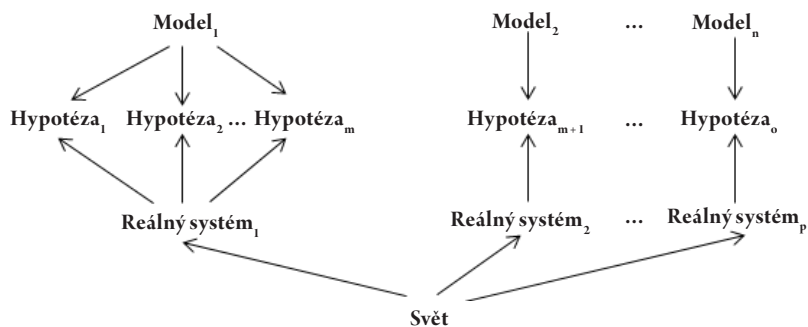 Model₁ Model₂ ... Modelₙ
Hypotéza₁ Hypotéza₂ ... Hypotézaₘ Hypotézaₘ₊₁ ... Hypotézaₒ
Reálný systém₁ Reálný systém₂ ... Reálný systémₚ
Svět